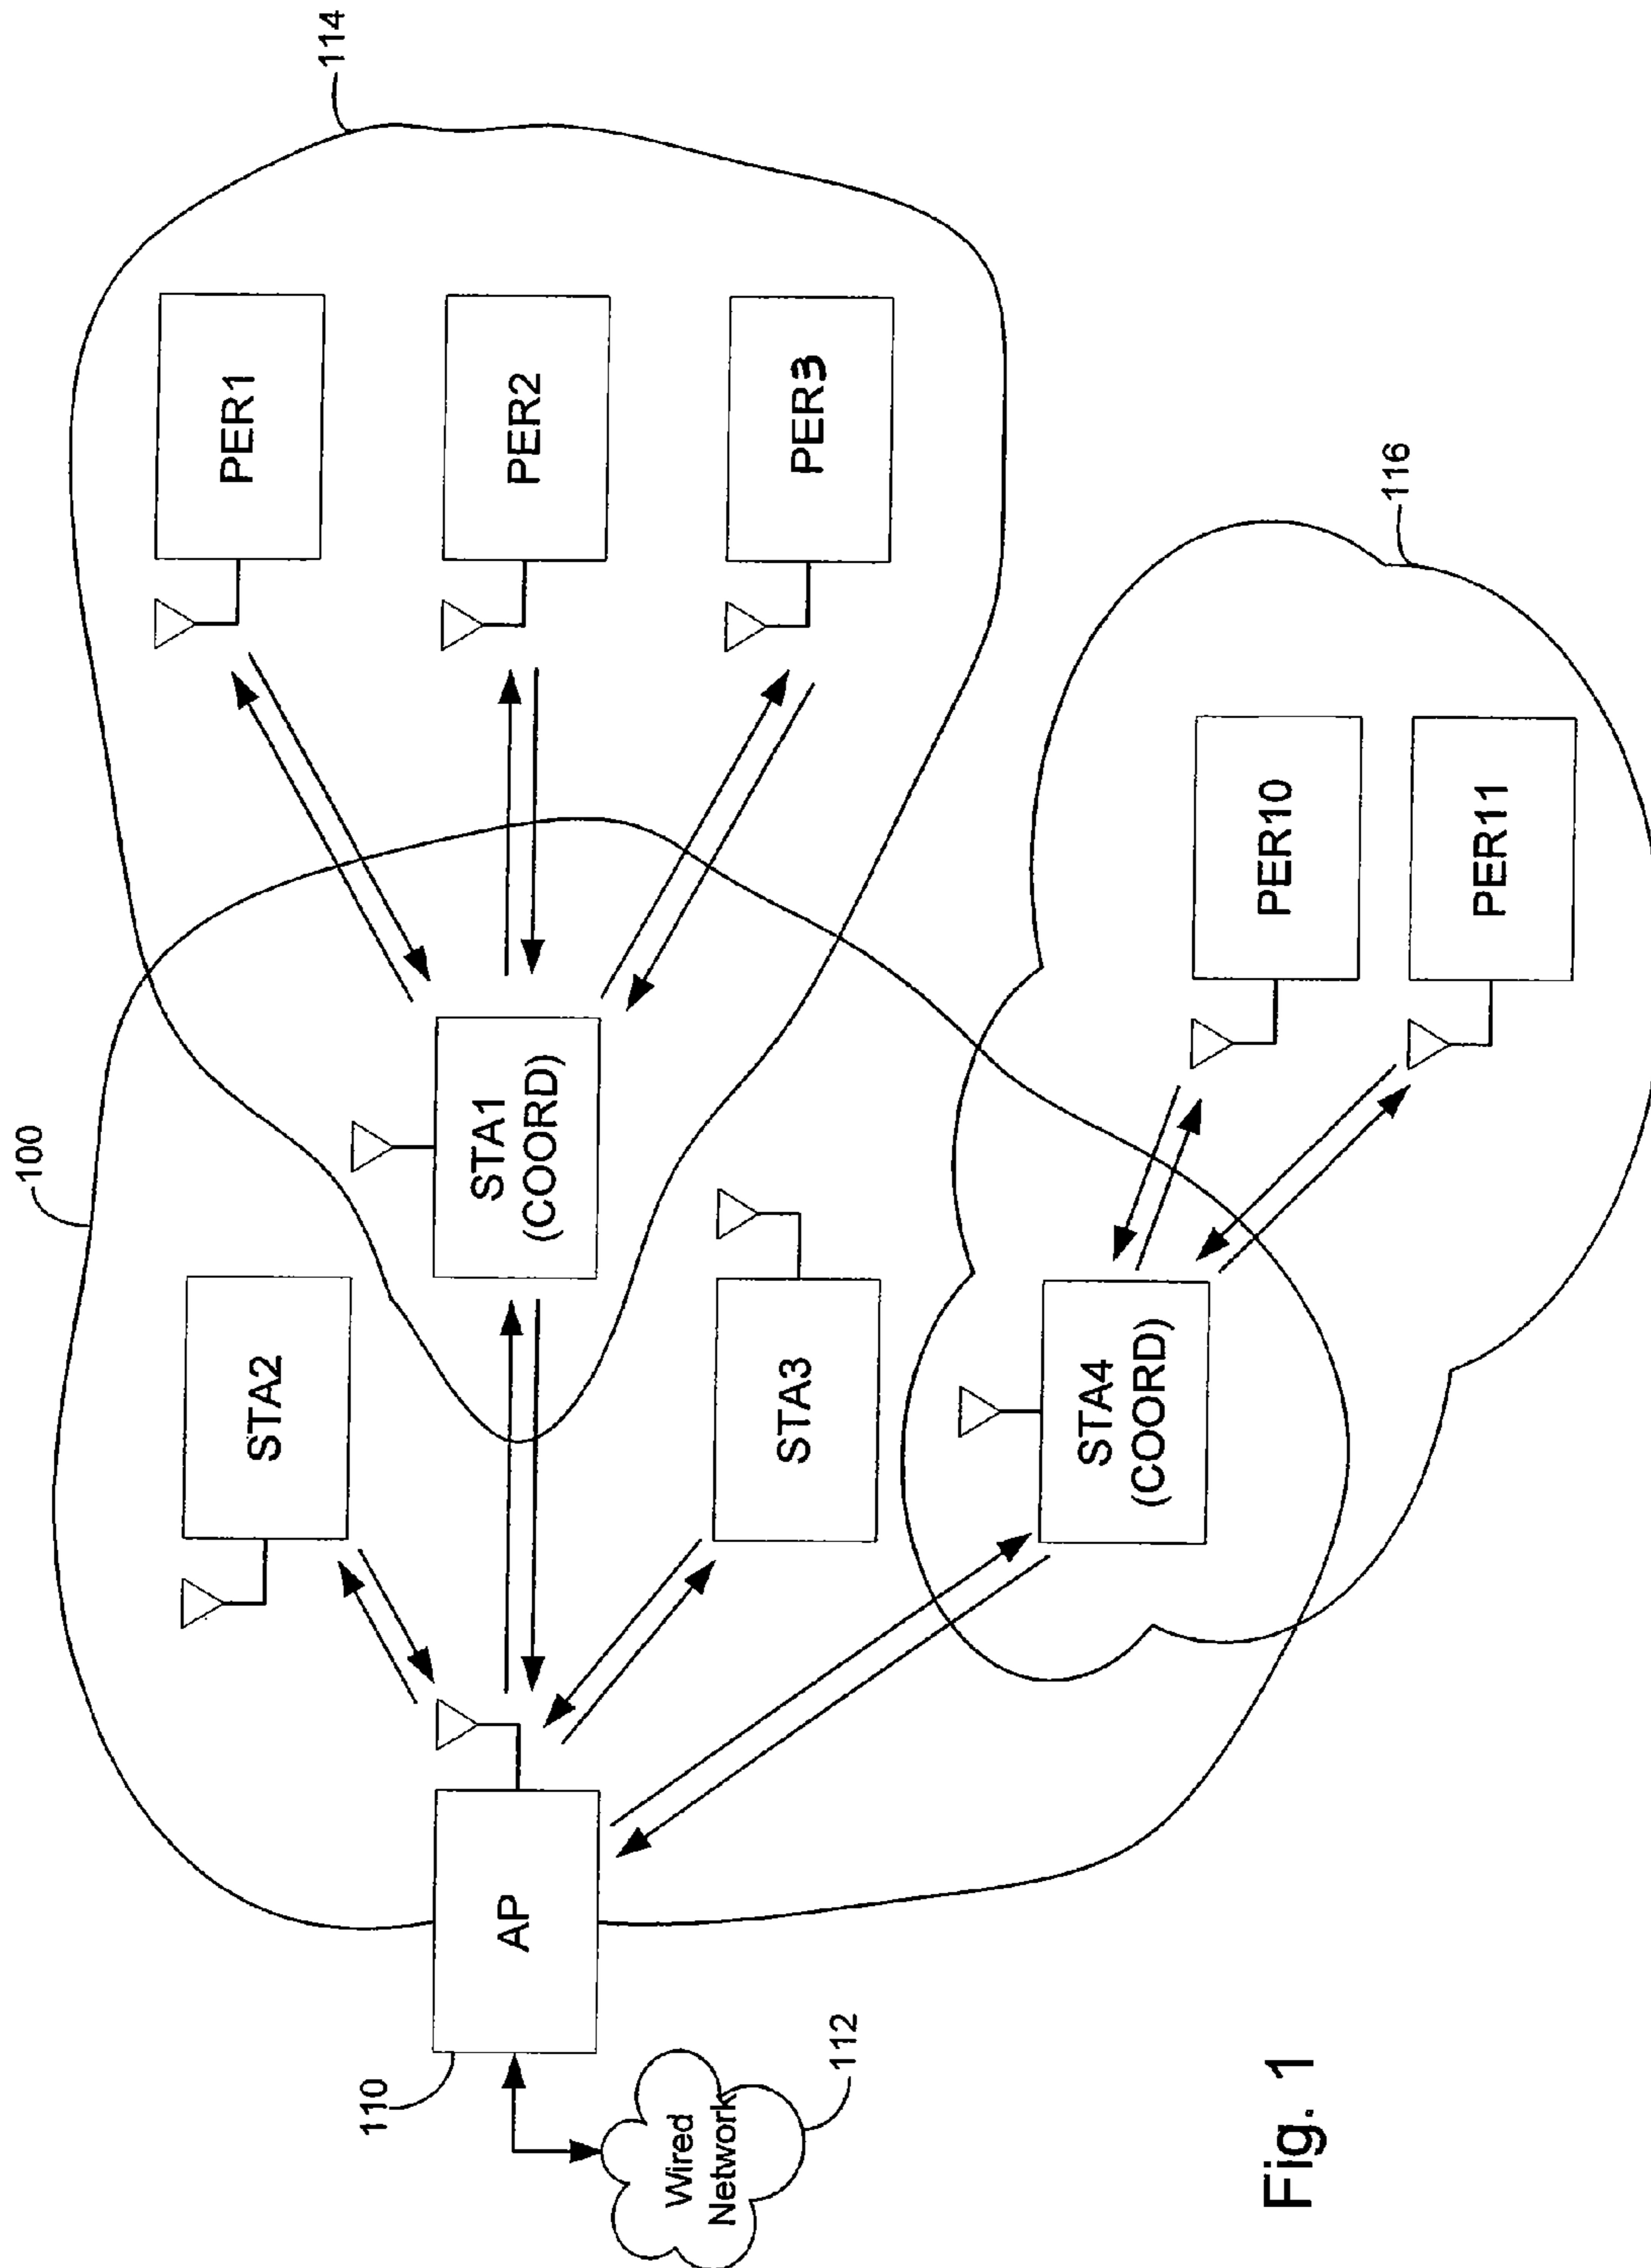 100
114
STA2
PER1
110
AP
STA1
(COORD)
PER2
Wired
Network
112
STA3
PER3
STA4
(COORD)
116
PER10
PER11
Fig. 1